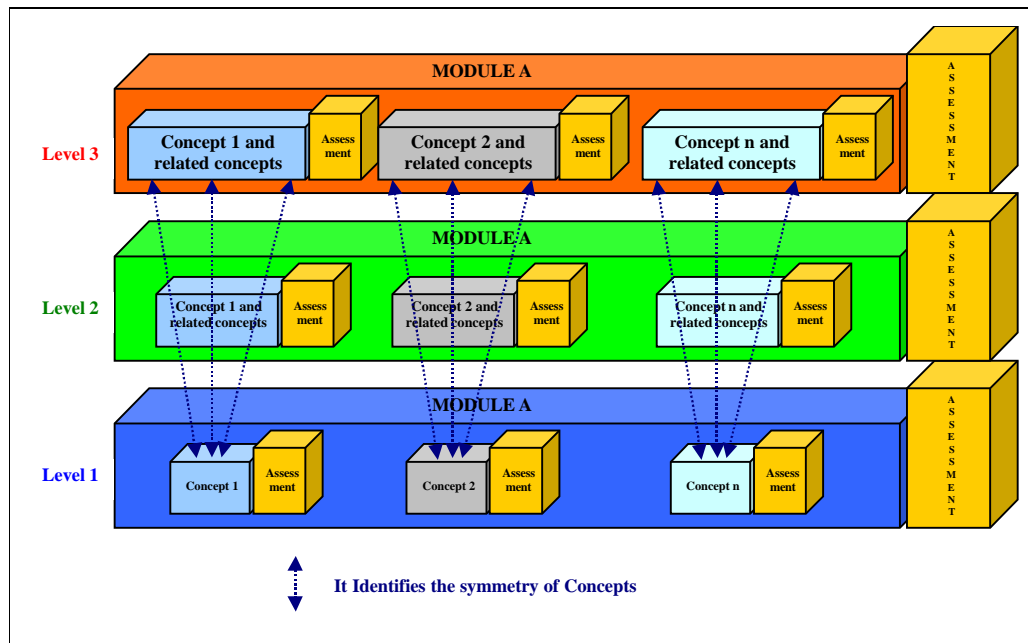 MODULE A
ASSESSMENT
Level 3
Concept 1 and
related concepts
Assess
ment
Concept 2 and
related concepts
Assess
ment
Concept n and
related concepts
Assess
ment
MODULE A
ASSESSMENT
Level 2
Concept 1 and
related concepts
Assess
ment
Concept 2 and
related concepts
Assess
ment
Concept n and
related concepts
Assess
ment
MODULE A
ASSESSMENT
Level 1
Concept 1
Assess
ment
Concept 2
Assess
ment
Concept n
Assess
ment
It Identifies the symmetry of Concepts